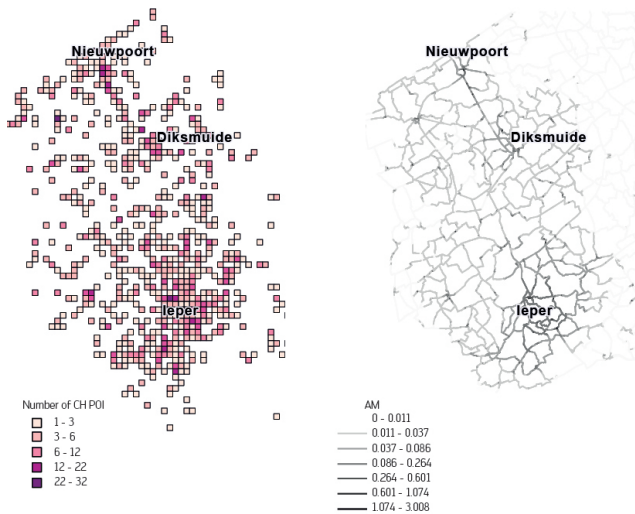 Nieuwpoort
Diksmuide
Ieper
Number of CH POI
1 - 3
3 - 6
6 - 12
12 - 22
22 - 32
Nieuwpoort
Diksmuide
Ieper
AM
0 - 0.011
0.011 - 0.037
0.037 - 0.086
0.086 - 0.264
0.264 - 0.601
0.601 - 1.074
1.074 - 3.008